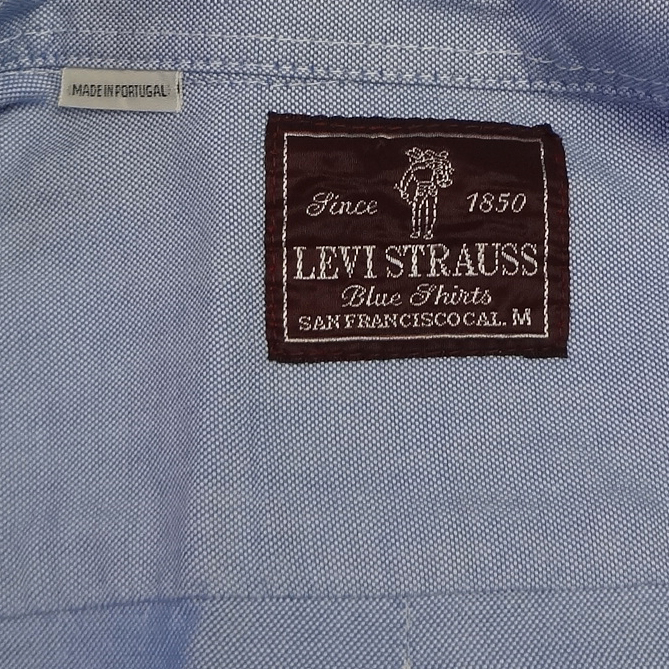 MADE IN PORTUGAL
Since 1850
LEVI STRAUSS
Blue Shirts
SAN FRANCISCO CAL. M